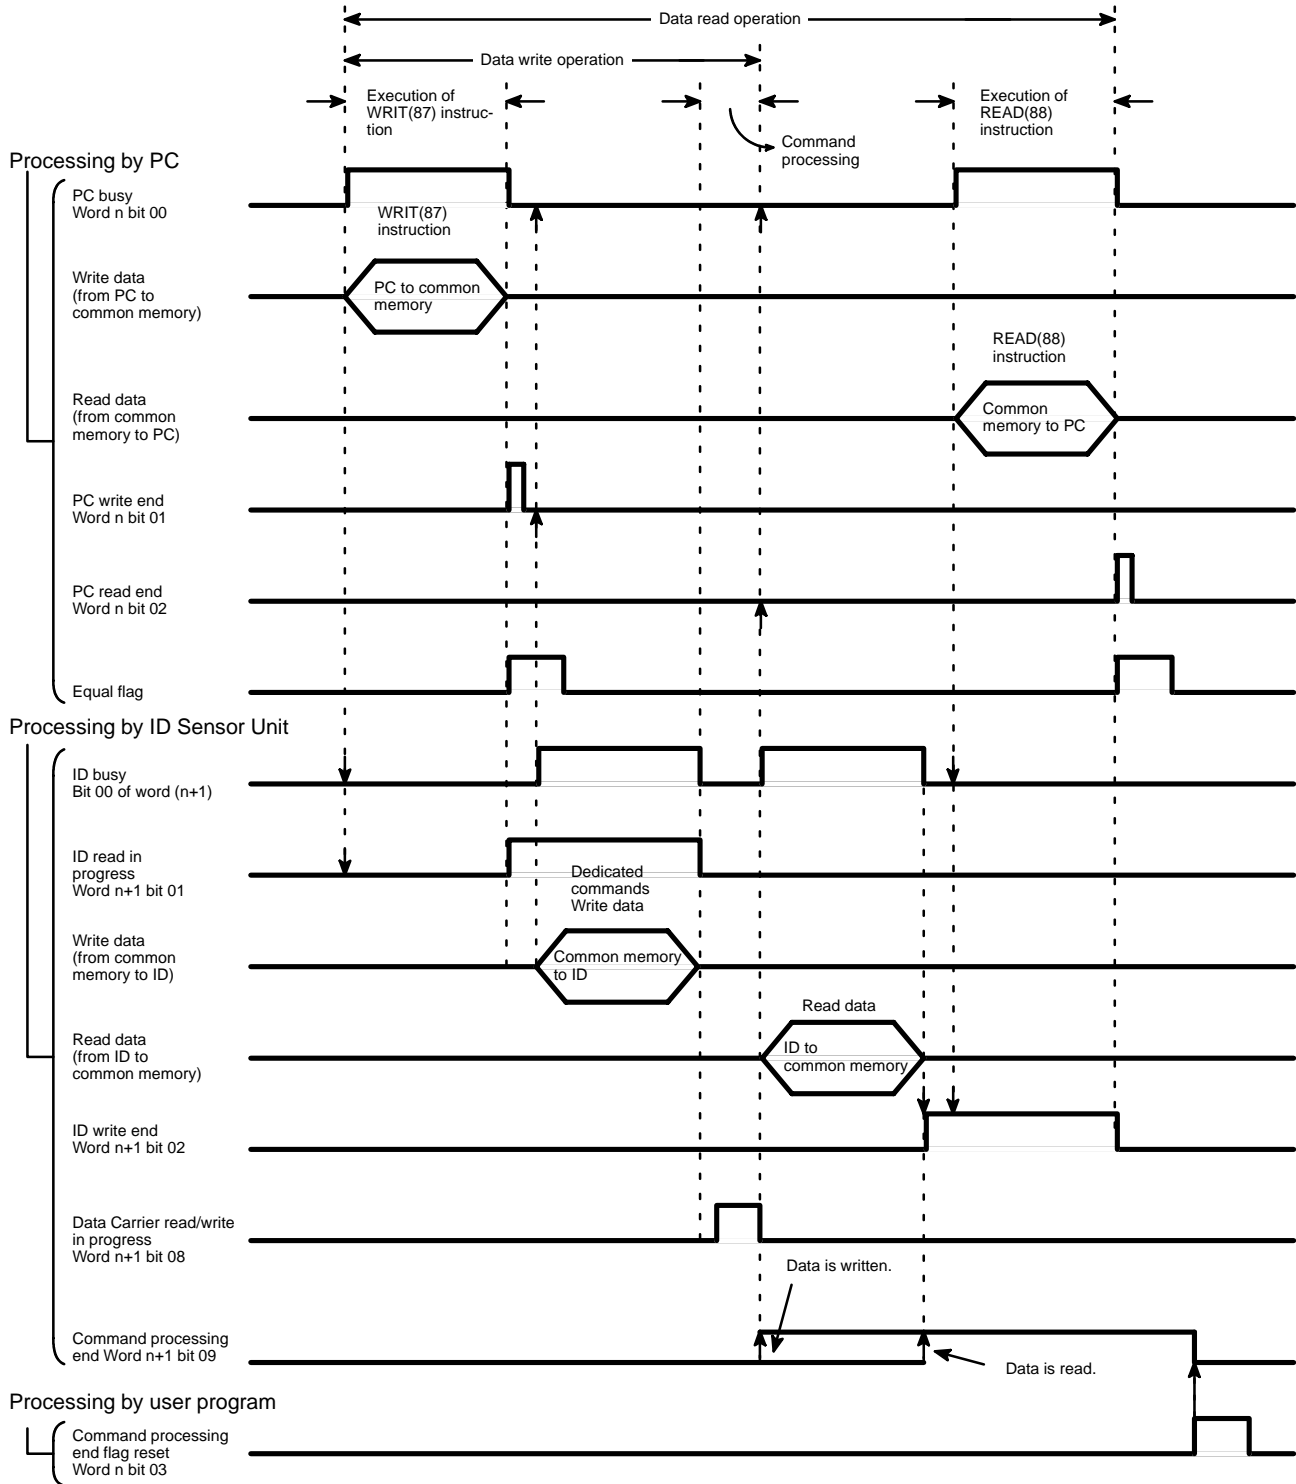 Data read operation
Data write operation
Execution of
WRIT(87) instruc-
tion
Execution of
READ(88)
instruction
Command
processing
Processing by PC
PC busy
Word n bit 00
WRIT(87)
instruction
Write data
(from PC to
common memory)
PC to common
memory
READ(88)
instruction
Read data
(from common
memory to PC)
Common
memory to PC
PC write end
Word n bit 01
PC read end
Word n bit 02
Equal flag
Processing by ID Sensor Unit
ID busy
Bit 00 of word (n+1)
ID read in
progress
Word n+1 bit 01
Dedicated
commands
Write data
Write data
(from common
memory to ID)
Common memory
to ID
Read data
Read data
(from ID to
common memory)
ID to
common memory
ID write end
Word n+1 bit 02
Data Carrier read/write
in progress
Word n+1 bit 08
Data is written.
Command processing
end Word n+1 bit 09
Data is read.
Processing by user program
Command processing
end flag reset
Word n bit 03